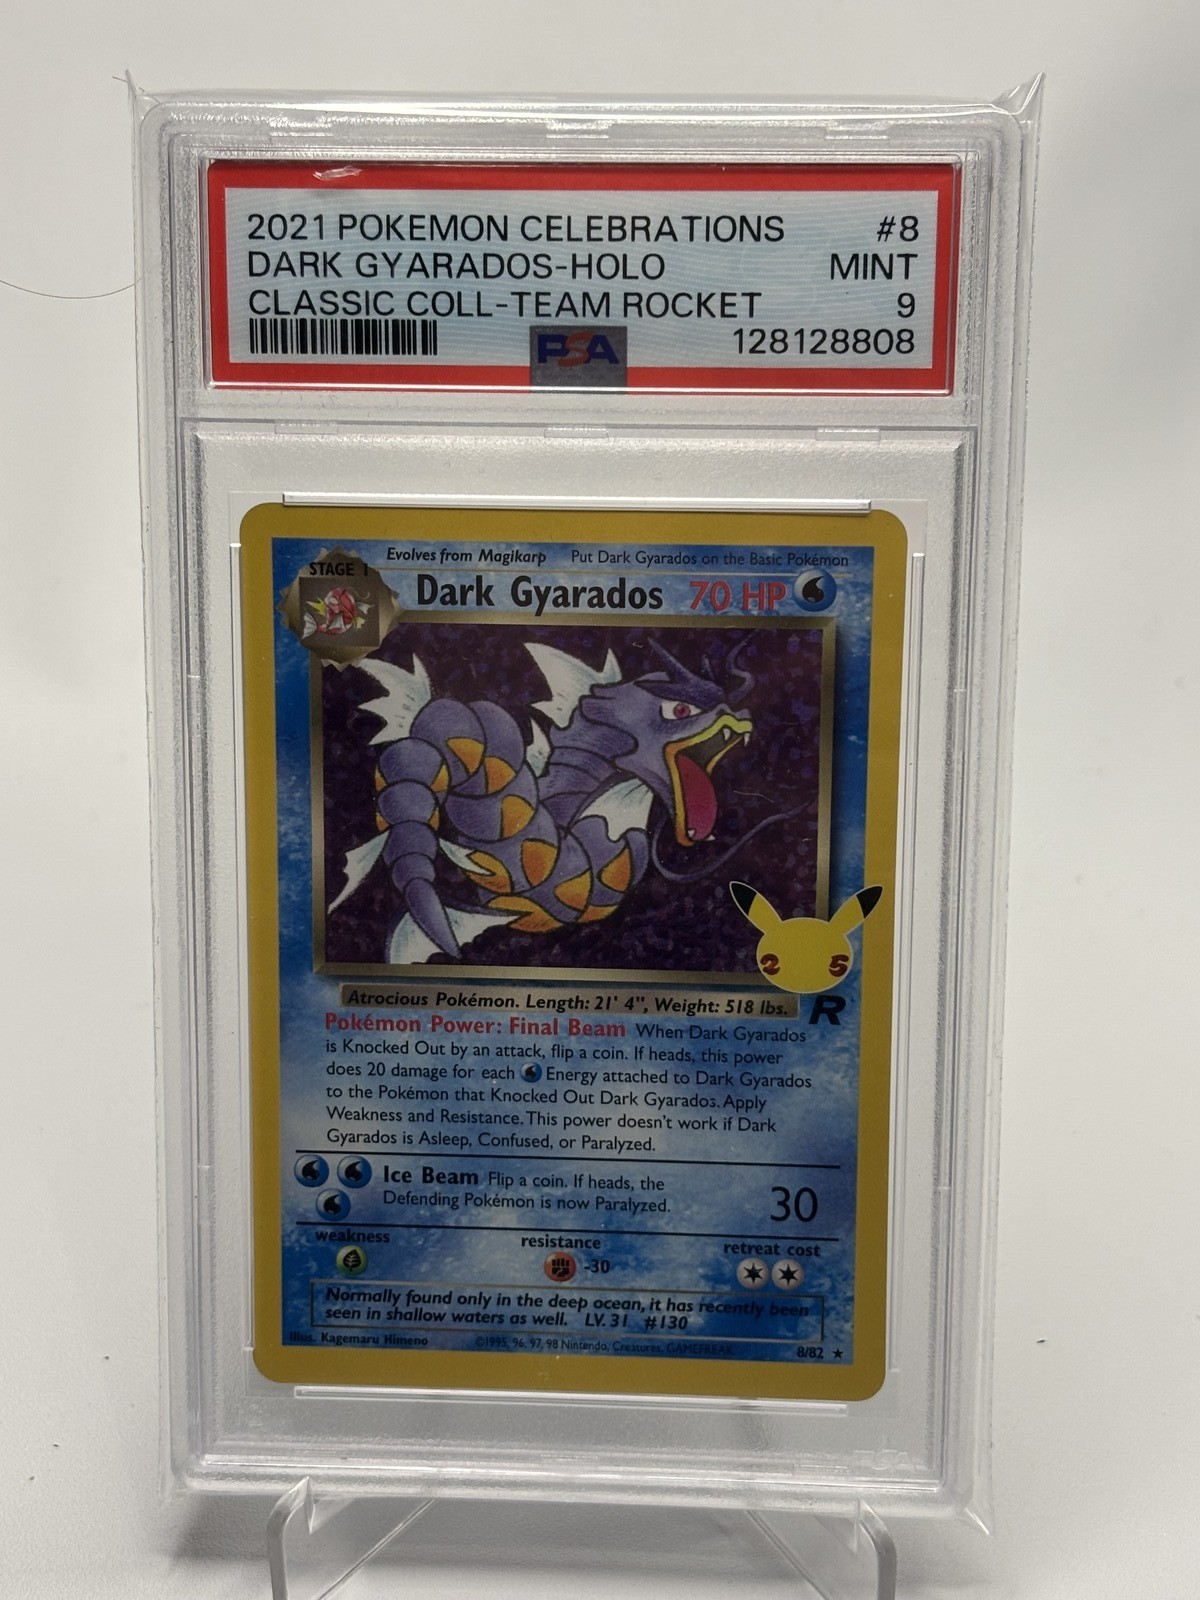 2021 POKEMON CELEBRATIONS #8
DARK GYARADOS-HOLO MINT
CLASSIC COLL-TEAM ROCKET 9
PSA 128128808
Evolves from Magikarp Put Dark Gyarados on the Basic Pokémon
STAGE 1
Dark Gyarados 70 HP
25
Atrocious Pokémon. Length: 21' 4", Weight: 518 lbs.
R
Pokémon Power: Final Beam When Dark Gyarados
is Knocked Out by an attack, flip a coin. If heads, this power
does 20 damage for each Energy attached to Dark Gyarados
to the Pokémon that Knocked Out Dark Gyarados. Apply
Weakness and Resistance. This power doesn't work if Dark
Gyarados is Asleep, Confused, or Paralyzed.
Ice Beam Flip a coin. If heads, the
Defending Pokémon is now Paralyzed. 30
weakness resistance retreat cost
-30
Normally found only in the deep ocean, it has recently been
seen in shallow waters as well. LV. 31 #130
Illus. Kagemaru Himeno ©1995, 96, 97, 98 Nintendo, Creatures, GAMEFREAK. 8/82 ★
PSA